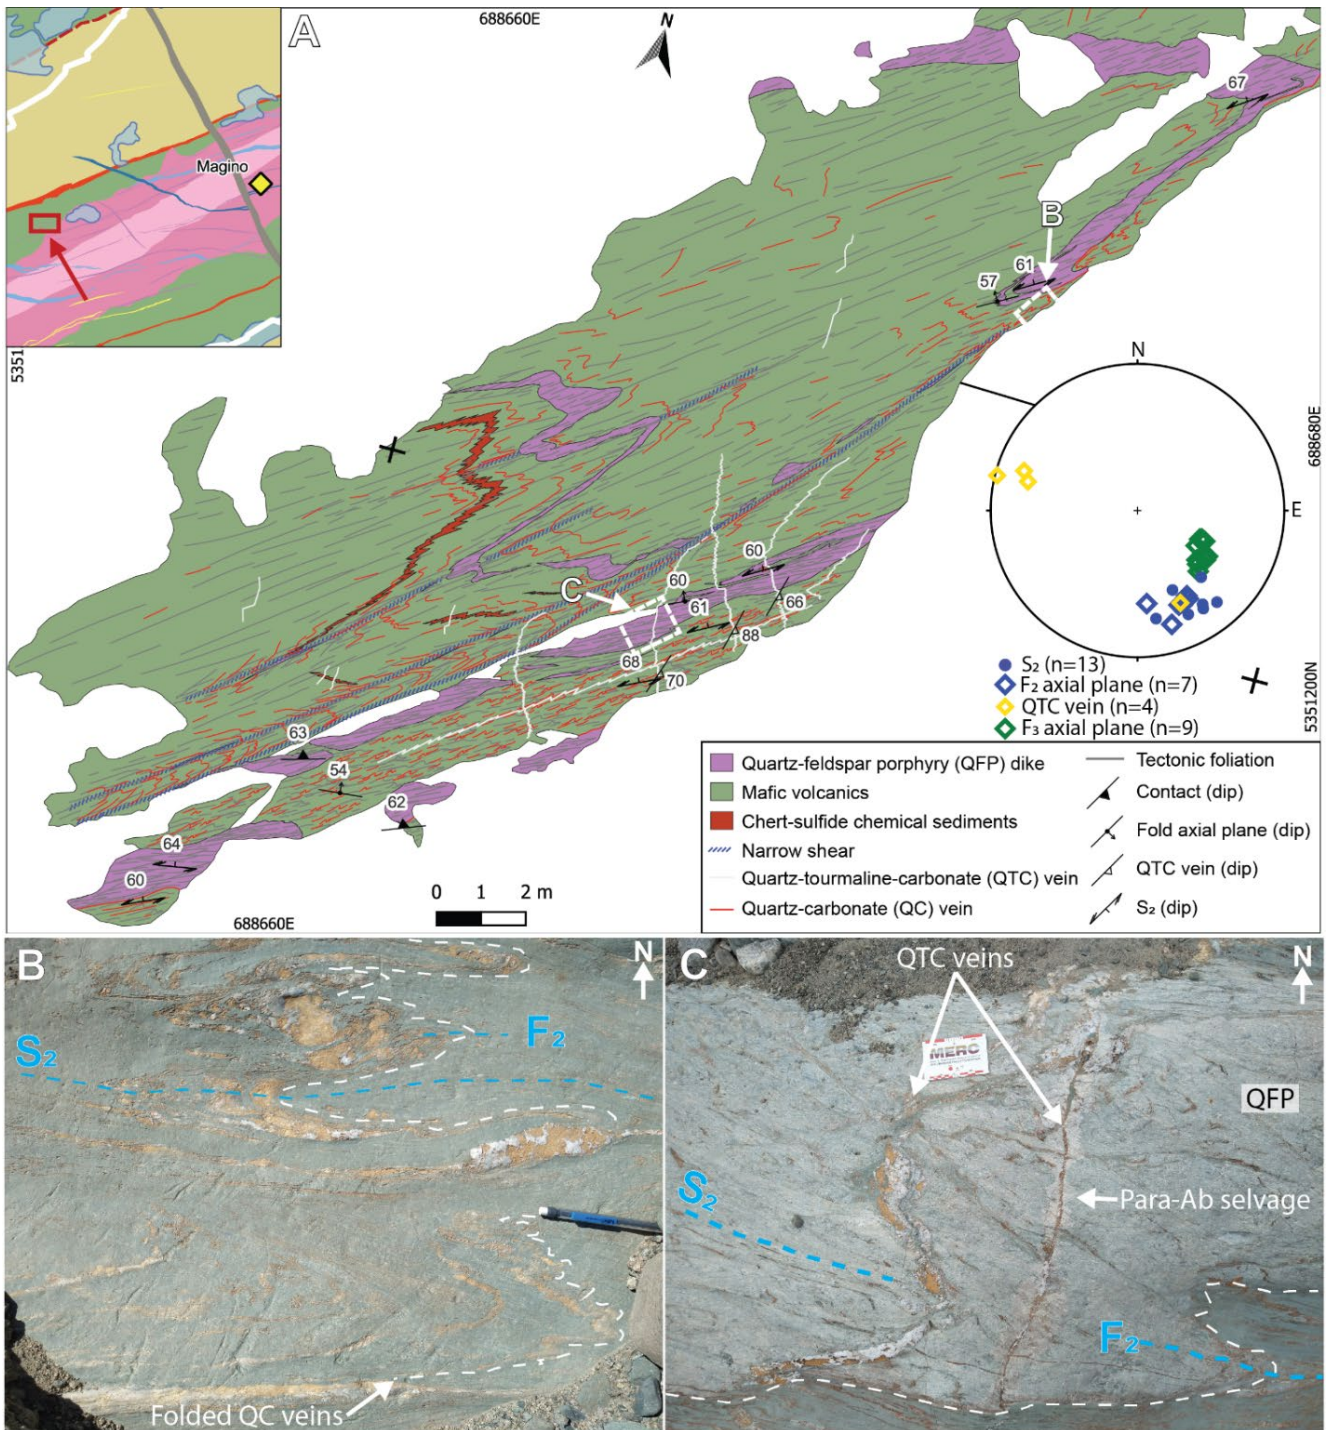 A
688660E
N
Magino
5351
67
B
61
57
N
E
688680E
5351200N
60
60
61
66
C
88
68
70
63
54
62
64
60
S₂ (n=13)
F₂ axial plane (n=7)
QTC vein (n=4)
F₃ axial plane (n=9)
Quartz-feldspar porphyry (QFP) dike
Mafic volcanics
Chert-sulfide chemical sediments
Narrow shear
Quartz-tourmaline-carbonate (QTC) vein
Quartz-carbonate (QC) vein
Tectonic foliation
Contact (dip)
Fold axial plane (dip)
QTC vein (dip)
S₂ (dip)
0 1 2 m
688660E
B
N
S₂
F₂
Folded QC veins
C
QTC veins
N
MERC
QFP
S₂
Para-Ab selvage
F₂